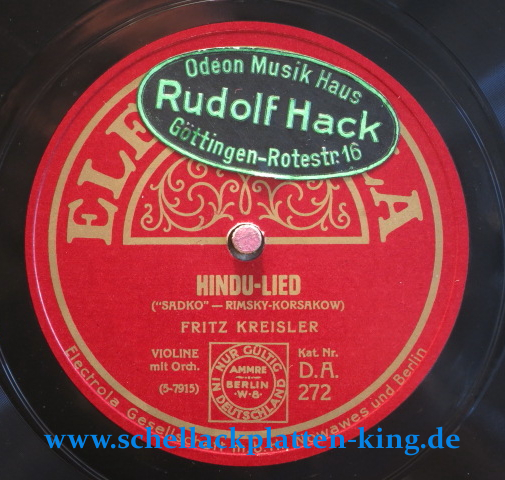 Odeon Musik Haus
Rudolf Hack
Göttingen-Rotestr. 16
HINDU-LIED
("SADKO" — RIMSKY-KORSAKOW)
FRITZ KREISLER
VIOLINE
mit Orch.
(5-7915)
NUR GÜLTIG
IN DEUTSCHLAND
AMMRE
BERLIN
·W·8·
Kat. Nr.
D.A.
272
Electrola
Nowawes und Berlin
www.schellackplatten-king.de